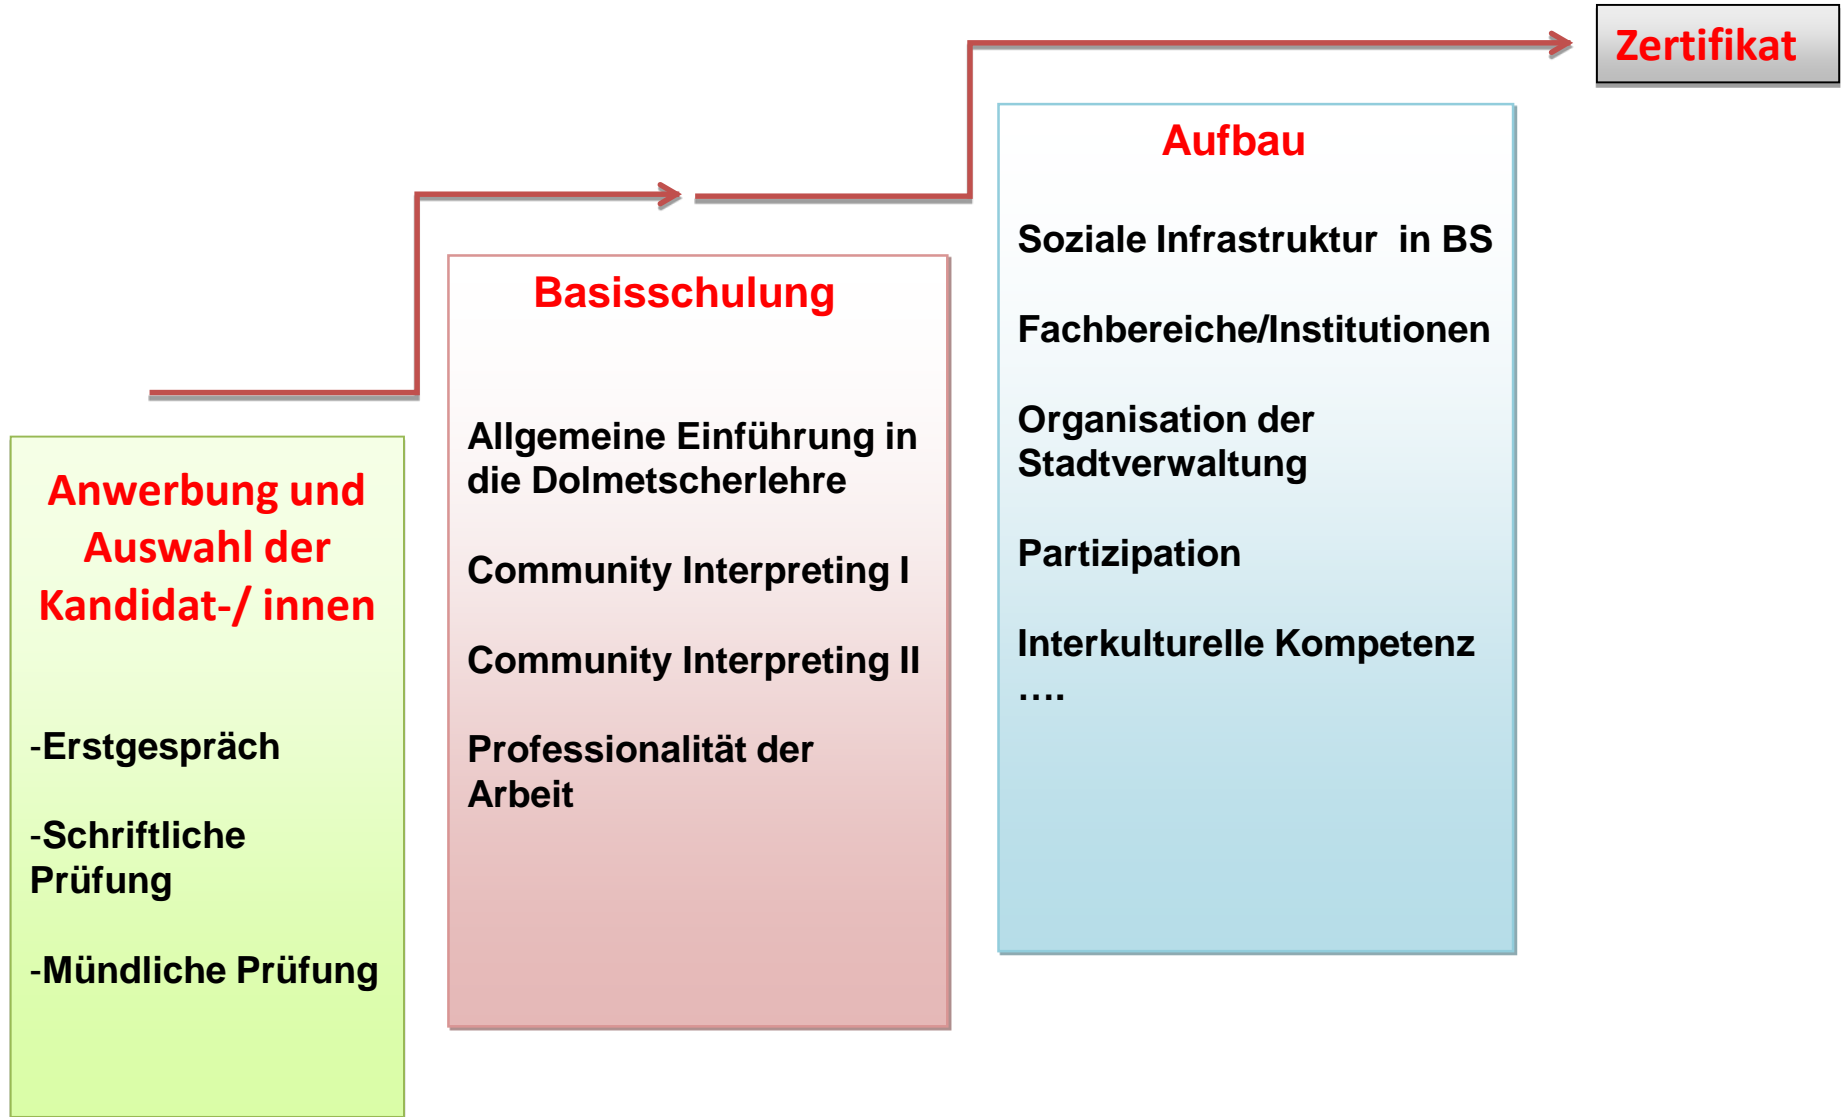 Anwerbung und
Auswahl der
Kandidat-/ innen
-Erstgespräch
-Schriftliche
Prüfung
-Mündliche Prüfung
Basisschulung
Allgemeine Einführung in
die Dolmetscherlehre
Community Interpreting I
Community Interpreting II
Professionalität der
Arbeit
Aufbau
Soziale Infrastruktur  in BS
Fachbereiche/Institutionen
Organisation der
Stadtverwaltung
Partizipation
Interkulturelle Kompetenz
….
Zertifikat